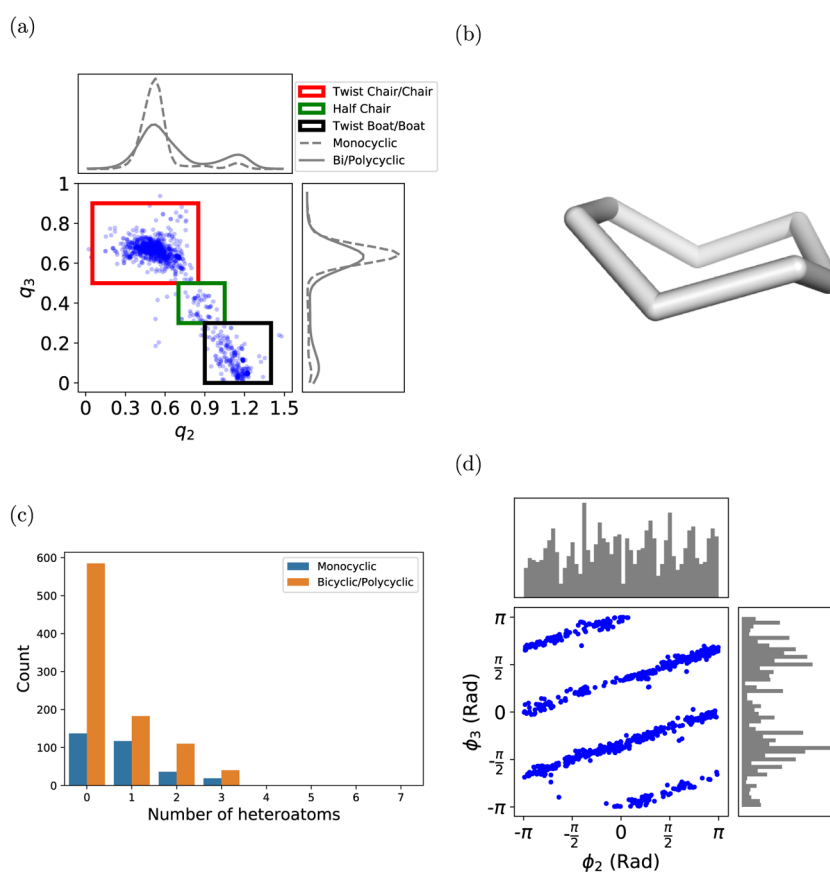 (a)
Twist Chair/Chair
Half Chair
Twist Boat/Boat
Monocyclic
Bi/Polycyclic
1
0.8
0.6
0.4
0.2
0
q3
0 0.3 0.6 0.9 1.2 1.5
q2
(b)
(c)
600
500
400
300
200
100
0
Count
Monocyclic
Bicyclic/Polycyclic
0 1 2 3 4 5 6 7
Number of heteroatoms
(d)
π
π/2
0
-π/2
-π
ϕ3 (Rad)
-π -π/2 0 π/2 π
ϕ2 (Rad)